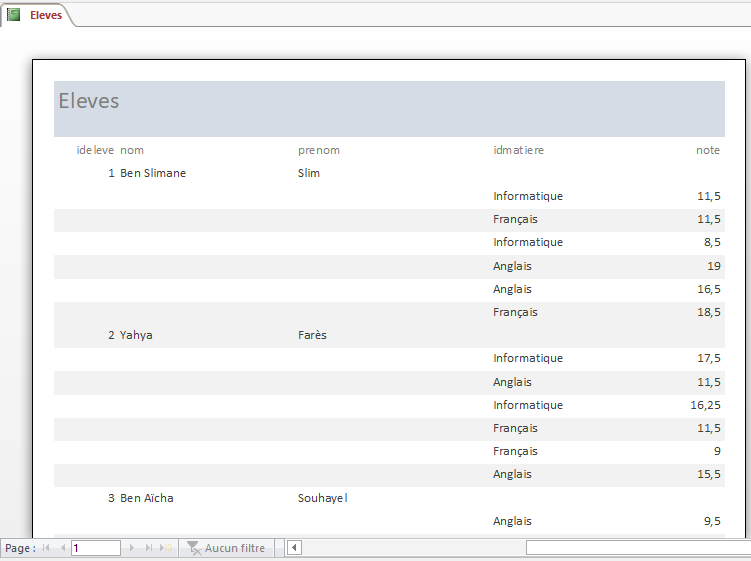 Eleves
Eleves
ideleve nom prenom idmatiere note
1 Ben Slimane Slim
Informatique 11,5
Français 11,5
Informatique 8,5
Anglais 19
Anglais 16,5
Français 18,5
2 Yahya Farès
Informatique 17,5
Anglais 11,5
Informatique 16,25
Français 11,5
Français 9
Anglais 15,5
3 Ben Aïcha Souhayel
Anglais 9,5
Page : 1 Aucun filtre